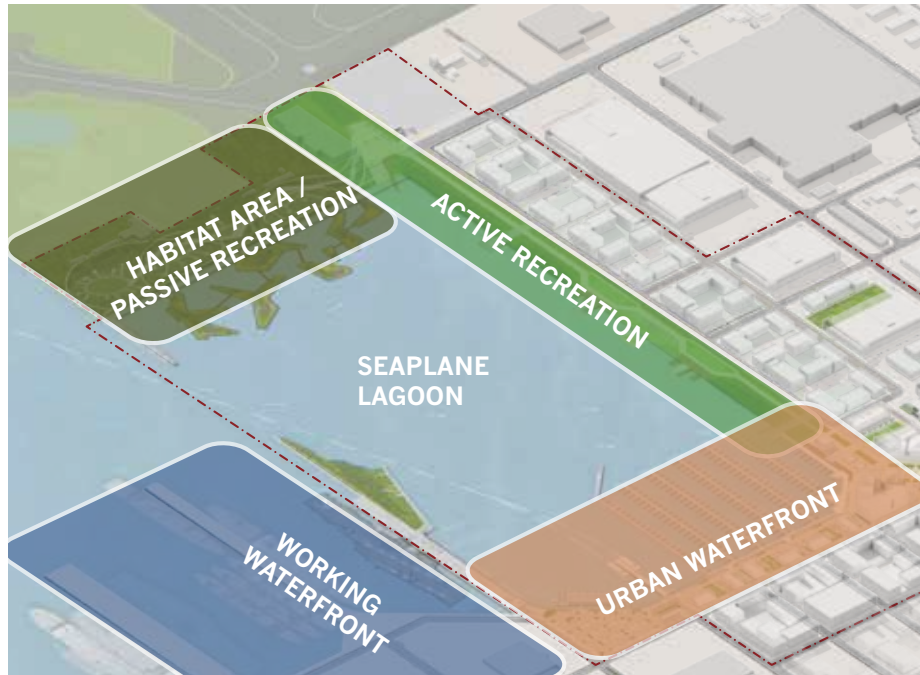 HABITAT AREA /
PASSIVE RECREATION
ACTIVE RECREATION
SEAPLANE
LAGOON
WORKING
WATERFRONT
URBAN WATERFRONT